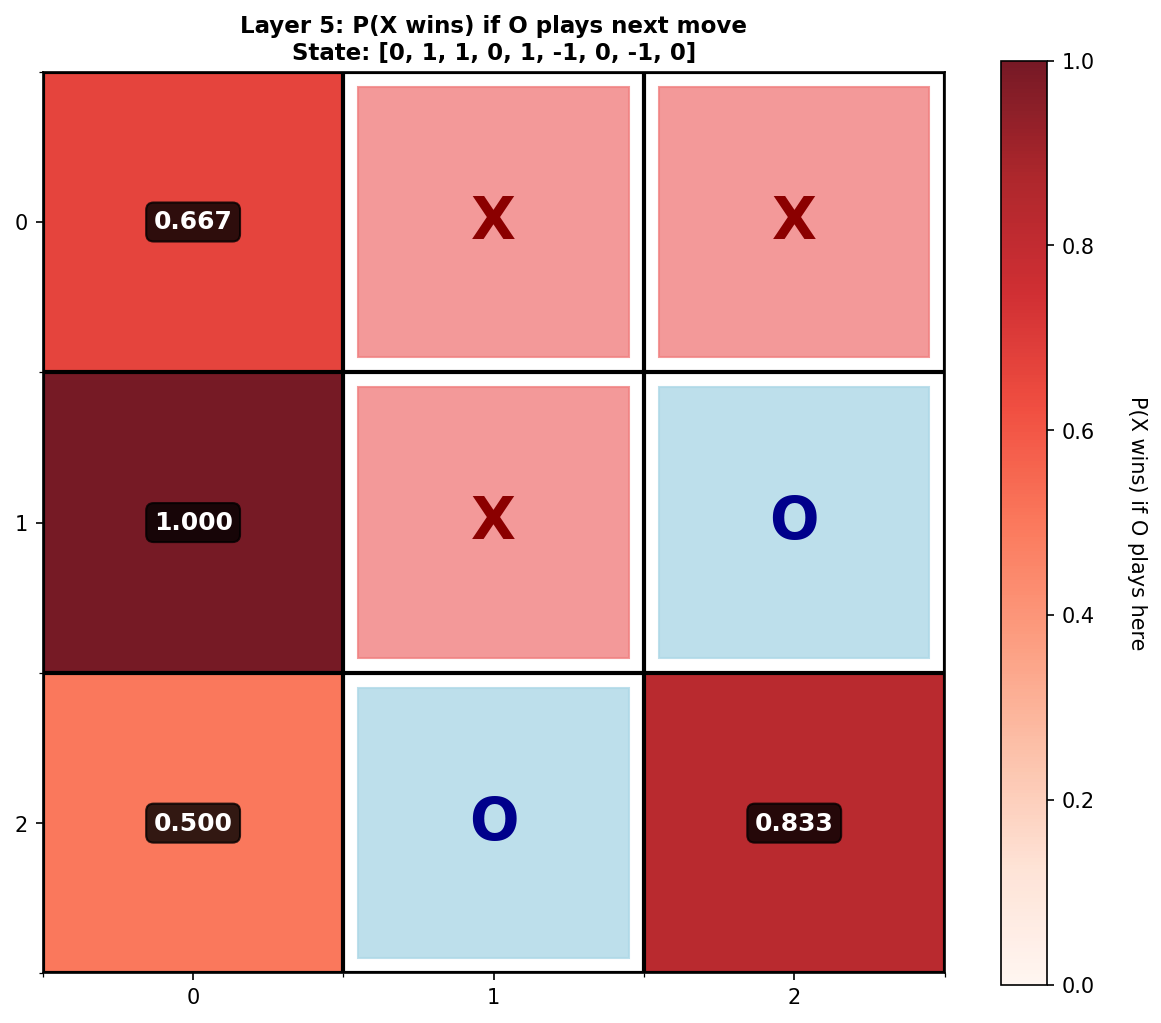 Layer 5: P(X wins) if O plays next move
State: [0, 1, 1, 0, 1, -1, 0, -1, 0]
0
0.667
X
X
1
1.000
X
O
2
0.500
O
0.833
0
1
2
1.0
0.8
0.6
0.4
0.2
0.0
P(X wins) if O plays here